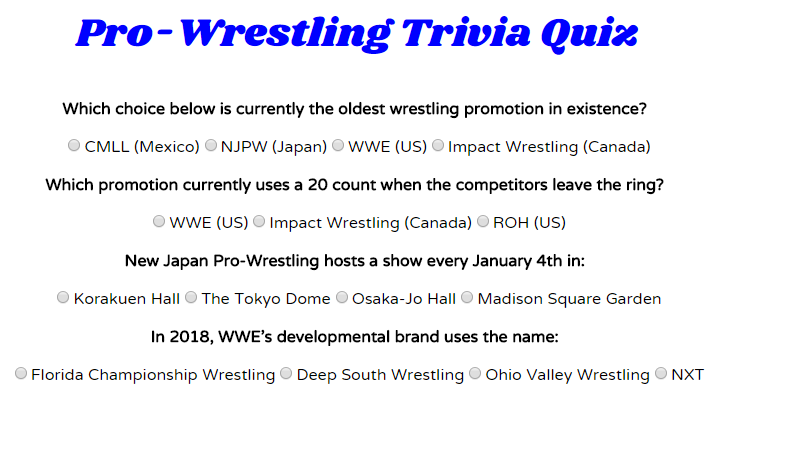 Pro-Wrestling Trivia Quiz
Which choice below is currently the oldest wrestling promotion in existence?
CMLL (Mexico) NJPW (Japan) WWE (US) Impact Wrestling (Canada)
Which promotion currently uses a 20 count when the competitors leave the ring?
WWE (US) Impact Wrestling (Canada) ROH (US)
New Japan Pro-Wrestling hosts a show every January 4th in:
Korakuen Hall The Tokyo Dome Osaka-Jo Hall Madison Square Garden
In 2018, WWE's developmental brand uses the name:
Florida Championship Wrestling Deep South Wrestling Ohio Valley Wrestling NXT